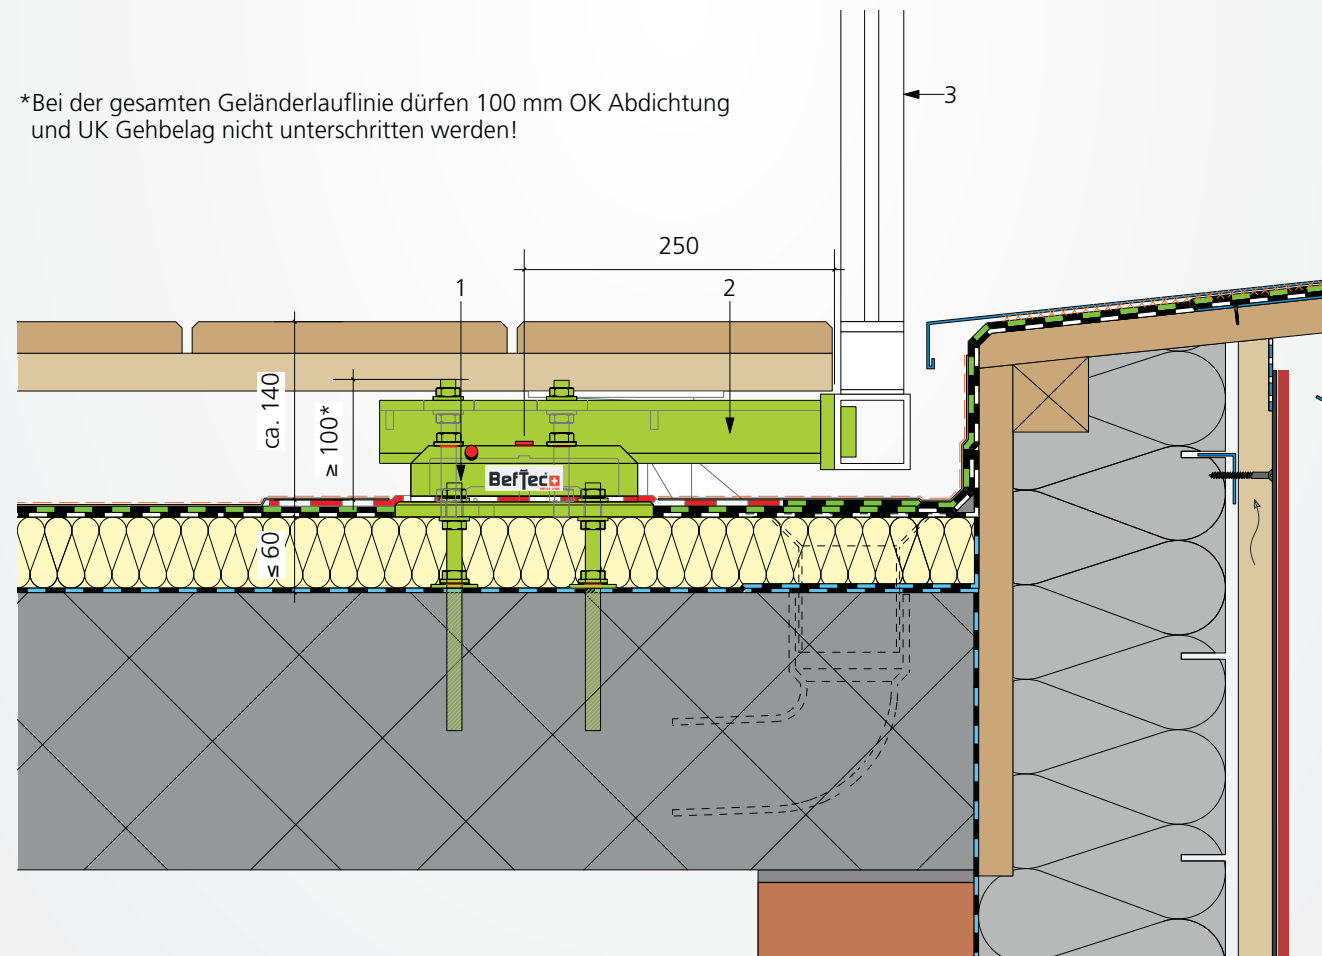 *Bei der gesamten Geländerlauflinie dürfen 100 mm OK Abdichtung
und UK Gehbelag nicht unterschritten werden!
3
250
1
2
ca. 140
≥ 100*
BefTec
≤ 60